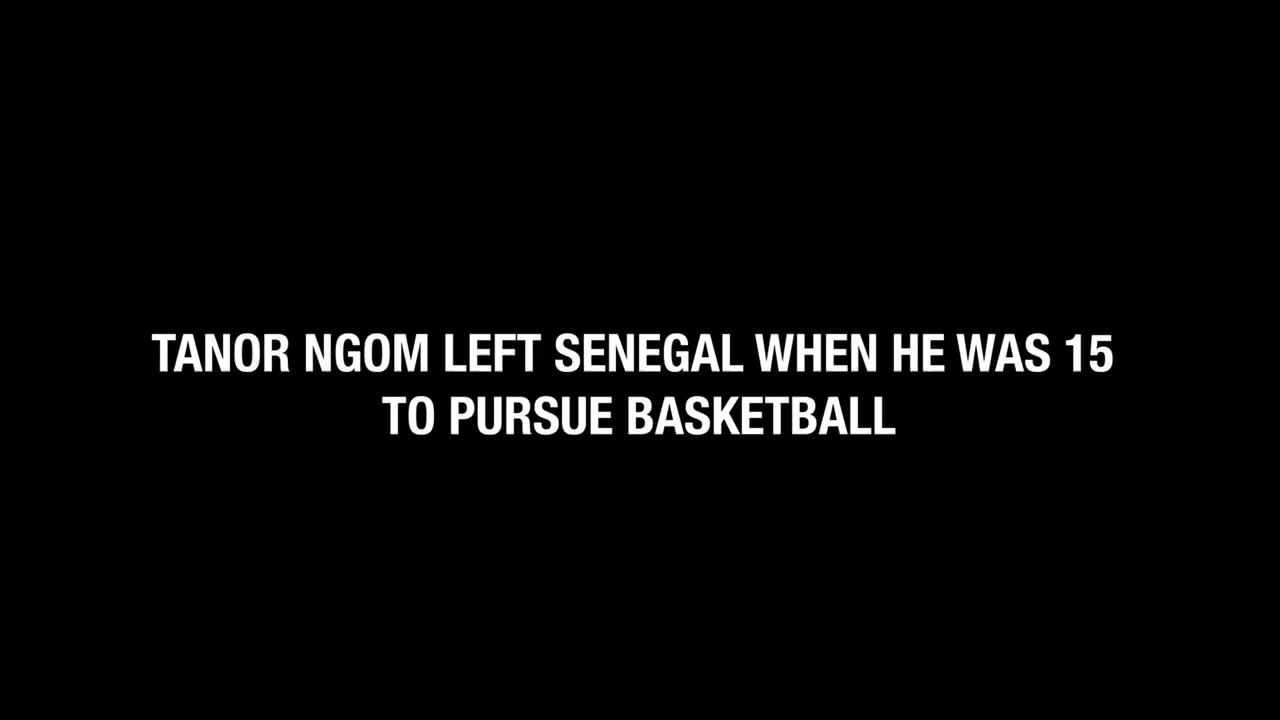 TANOR NGOM LEFT SENEGAL WHEN HE WAS 15
TO PURSUE BASKETBALL